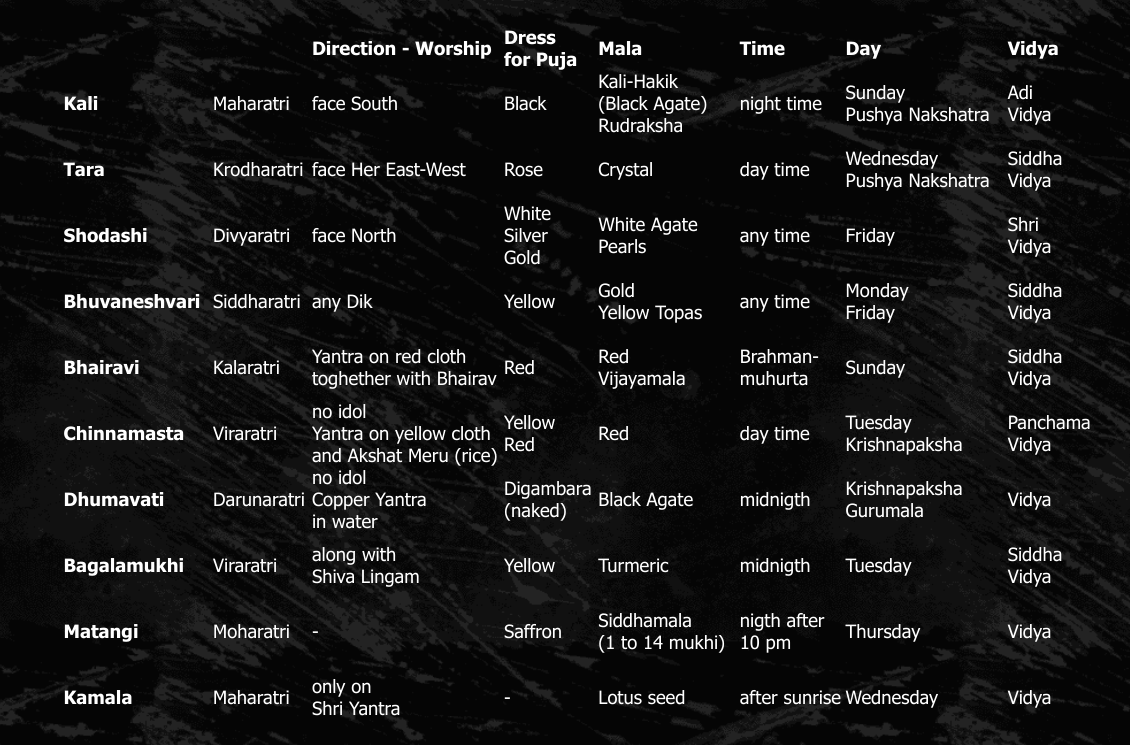 Direction - Worship Dress for Puja Mala Time Day Vidya
Kali Maharatri face South Black Kali-Hakik (Black Agate) Rudraksha night time Sunday Pushya Nakshatra Adi Vidya
Tara Krodharatri face Her East-West Rose Crystal day time Wednesday Pushya Nakshatra Siddha Vidya
Shodashi Divyaratri face North White Silver Gold White Agate Pearls any time Friday Shri Vidya
Bhuvaneshvari Siddharatri any Dik Yellow Gold Yellow Topas any time Monday Friday Siddha Vidya
Bhairavi Kalaratri Yantra on red cloth toghether with Bhairav Red Red Vijayamala Brahman-muhurta Sunday Siddha Vidya
Chinnamasta Viraratri no idol Yantra on yellow cloth and Akshat Meru (rice) Yellow Red Red day time Tuesday Krishnapaksha Panchama Vidya
Dhumavati Darunaratri no idol Copper Yantra in water Digambara (naked) Black Agate midnigth Krishnapaksha Gurumala Vidya
Bagalamukhi Viraratri along with Shiva Lingam Yellow Turmeric midnigth Tuesday Siddha Vidya
Matangi Moharatri - Saffron Siddhamala (1 to 14 mukhi) nigth after 10 pm Thursday Vidya
Kamala Maharatri only on Shri Yantra - Lotus seed after sunrise Wednesday Vidya